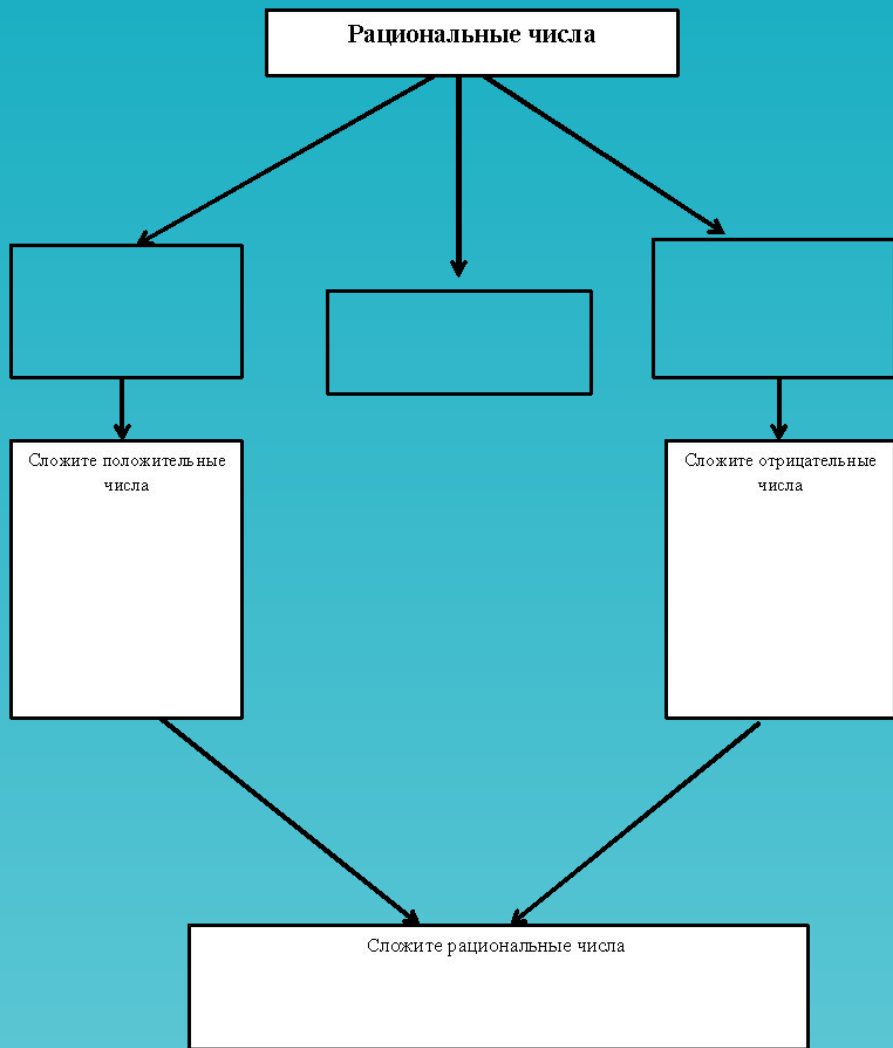 Рациональные числа
Сложите положительные
числа
Сложите отрицательные
числа
Сложите рациональные числа